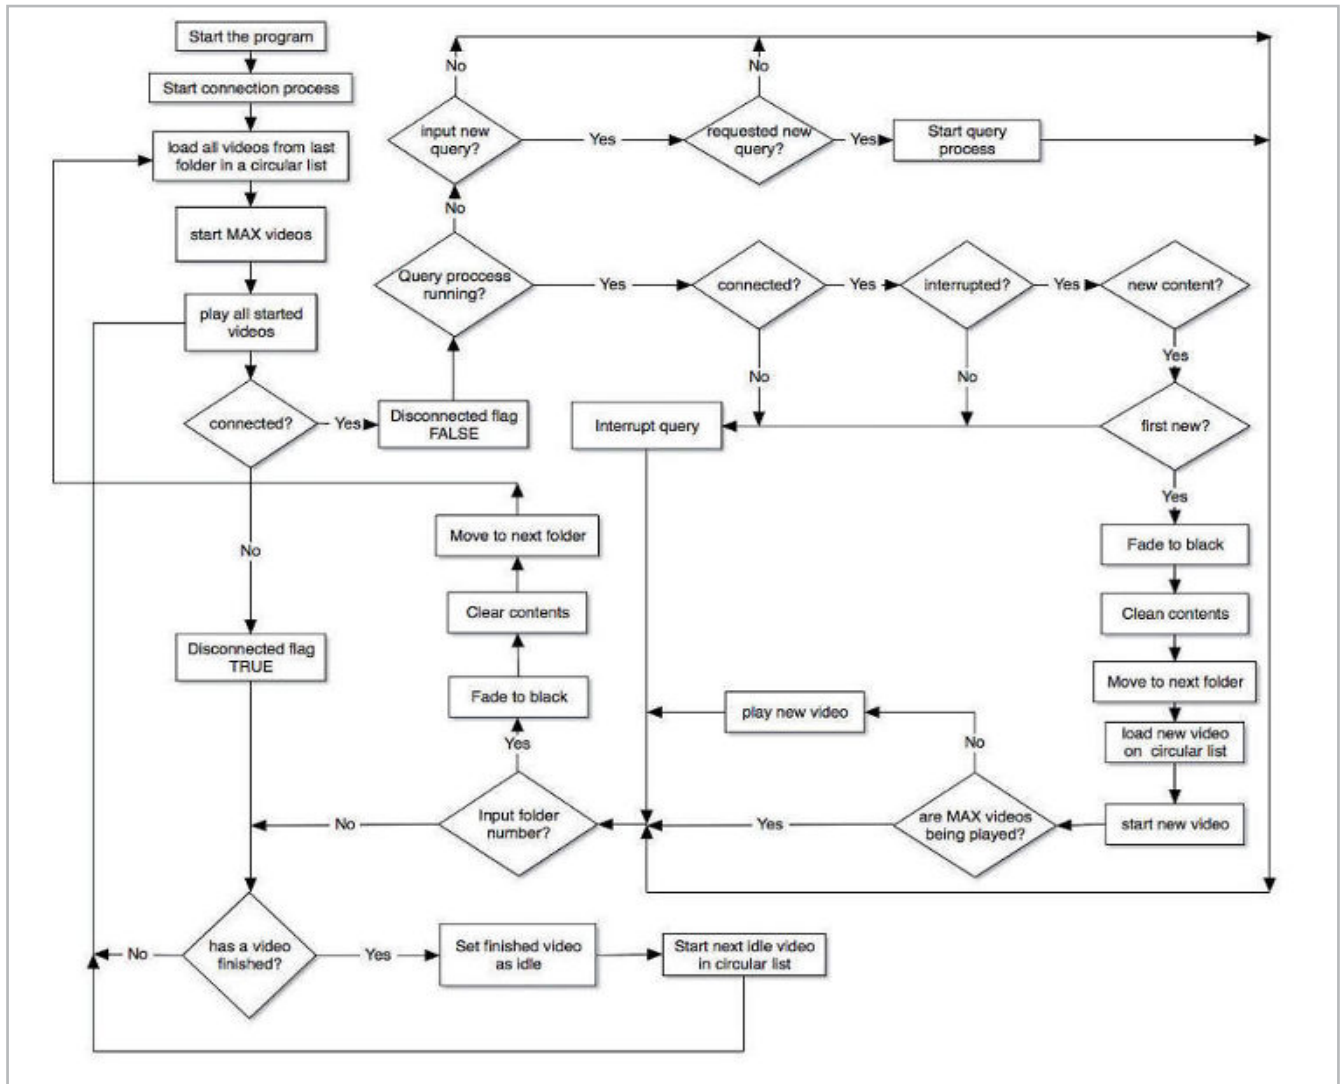 Start the program
Start connection process
load all videos from last
folder in a circular list
start MAX videos
play all started
videos
connected?
Yes
Disconnected flag
FALSE
No
Disconnected flag
TRUE
Query proccess
running?
No
input new
query?
No
Yes
requested new
query?
No
Yes
Start query
process
Yes
connected?
No
Yes
interrupted?
No
Yes
new content?
Yes
first new?
Interrupt query
Yes
Fade to black
Clean contents
Move to next folder
load new video
on circular list
start new video
are MAX videos
being played?
No
play new video
Yes
Input folder
number?
Yes
Fade to black
Clear contents
Move to next folder
No
has a video
finished?
No
Yes
Set finished video
as idle
Start next idle video
in circular list